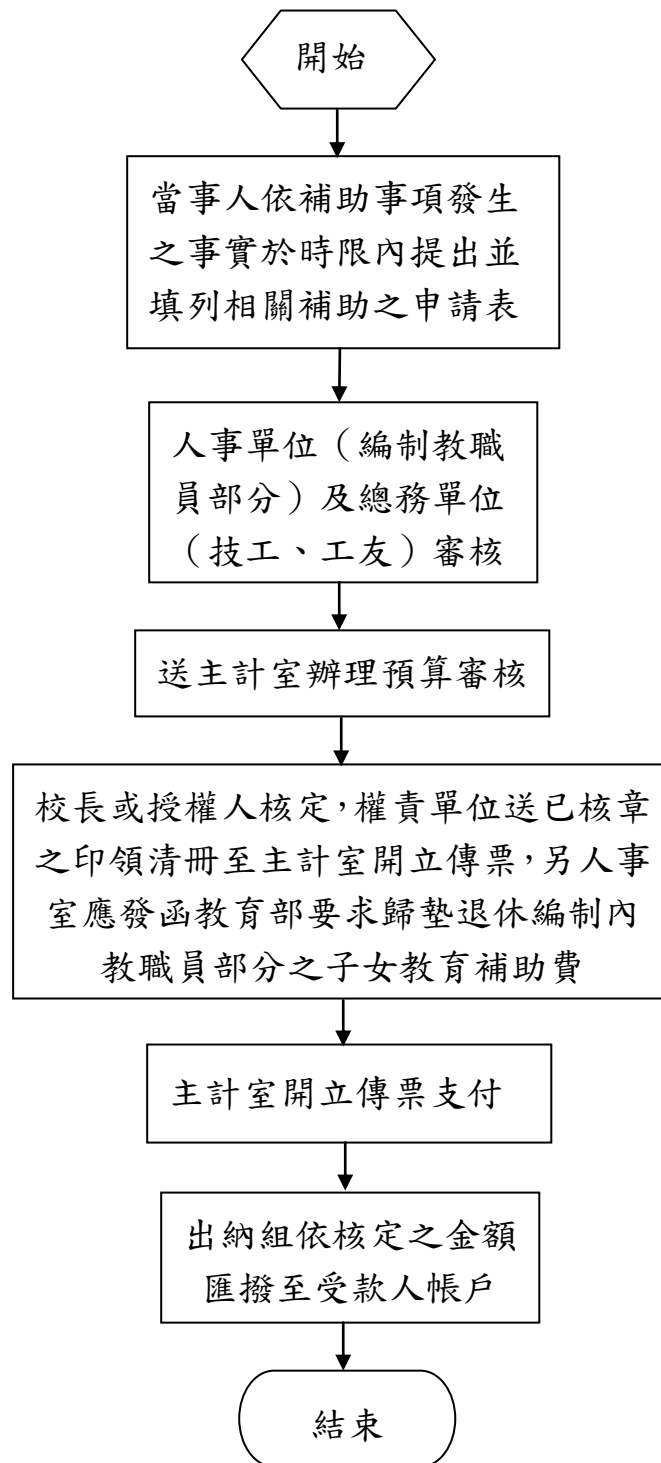 開始
當事人依補助事項發生
之事實於時限內提出並
填列相關補助之申請表
人事單位（編制教職
員部分）及總務單位
（技工、工友）審核
送主計室辦理預算審核
校長或授權人核定，權責單位送已核章
之印領清冊至主計室開立傳票，另人事
室應發函教育部要求歸墊退休編制內
教職員部分之子女教育補助費
主計室開立傳票支付
出納組依核定之金額
匯撥至受款人帳戶
結束